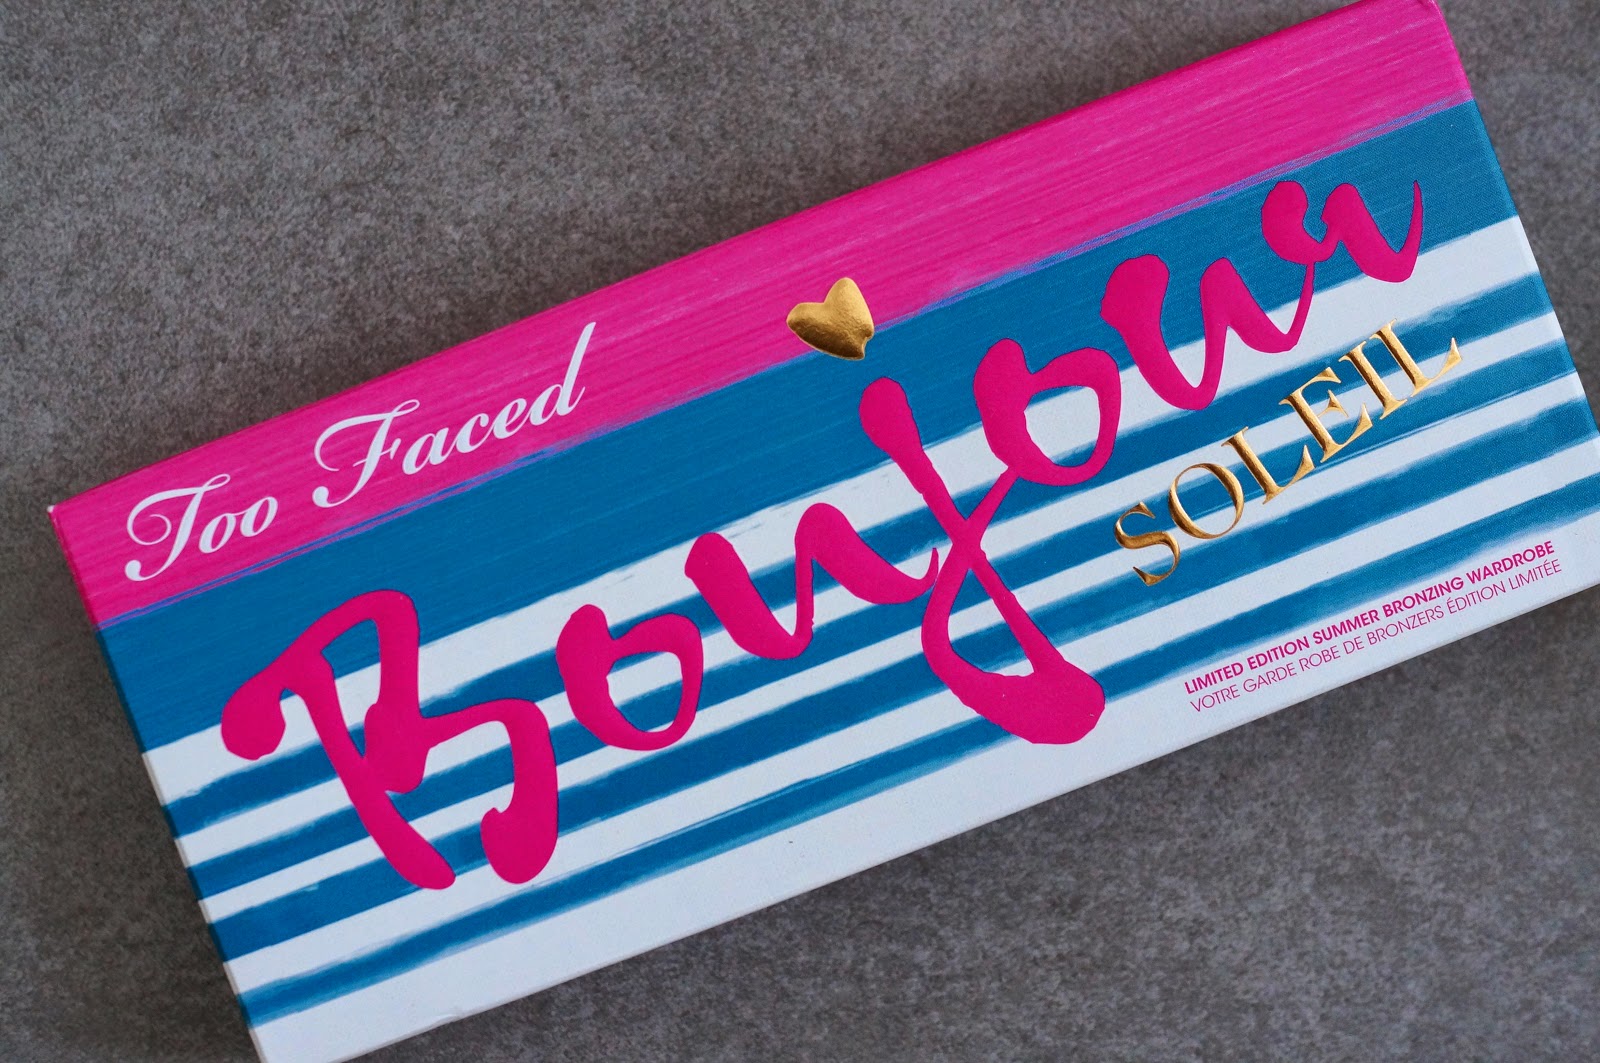 Too Faced
Bonjour
SOLEIL
LIMITED EDITION SUMMER BRONZING WARDROBE
VOTRE GARDE ROBE DE BRONZERS ÉDITION LIMITÉE